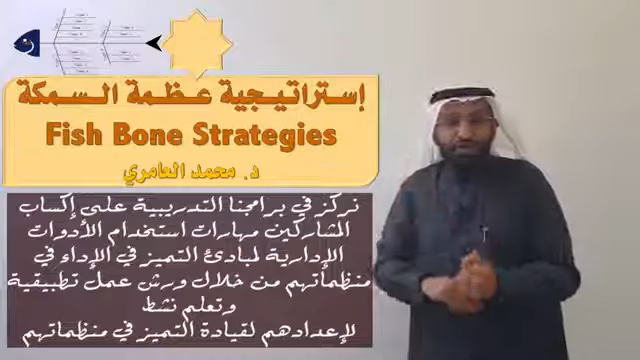 إستراتيجية عظمة السمكة
Fish Bone Strategies
د. محمد العامري
نركز في برامجنا التدريبية على إكساب
المشاركين مهارات استخدام الأدوات
الإدارية لمبادئ التميز في الإداء في
منظماتهم من خلال ورش عمل تطبيقية
وتعلم نشط
لإعدادهم لقيادة التميز في منظماتهم